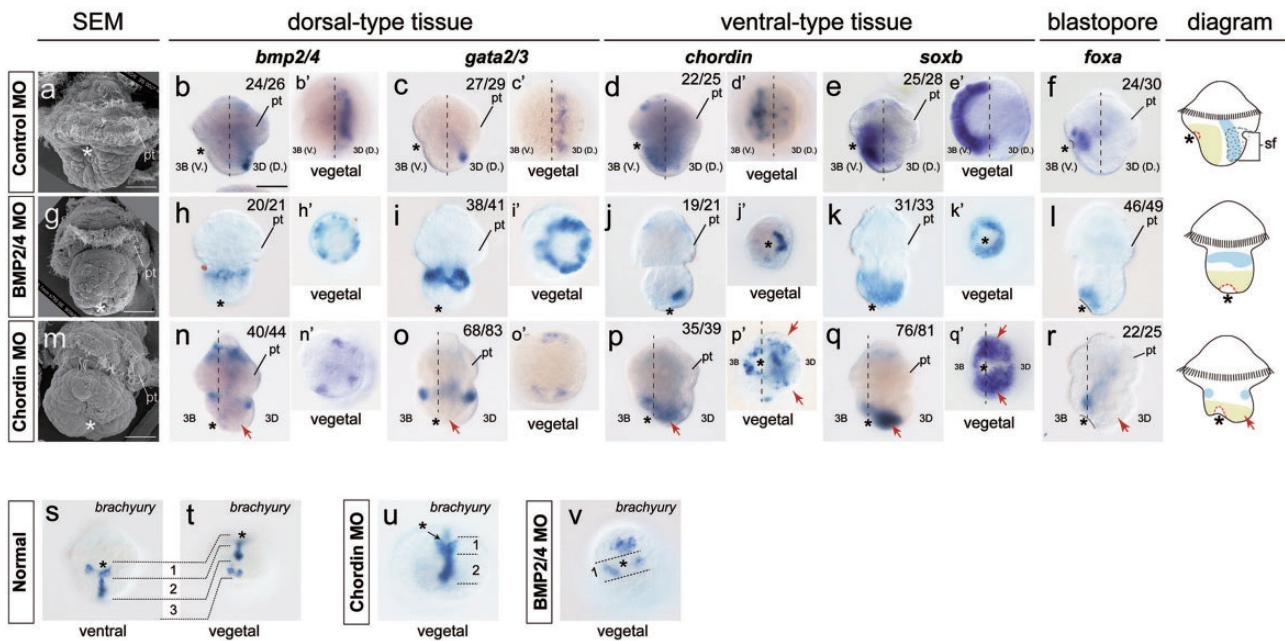 SEM dorsal-type tissue ventral-type tissue blastopore diagram
bmp2/4 gata2/3 chordin soxb foxa
Control MO
a pt *
b 24/26 pt * 3B (V.) 3D (D.)
b' 3B (V.) 3D (D.) vegetal
c 27/29 pt * 3B (V.) 3D (D.)
c' 3B (V.) 3D (D.) vegetal
d 22/25 pt * 3B (V.) 3D (D.)
d' 3B (V.) 3D (D.) vegetal
e 25/28 pt * 3B (V.) 3D (D.)
e' 3B (V.) 3D (D.) vegetal
f 24/30 pt * 3B (V.) 3D (D.)
* sf
BMP2/4 MO
g pt *
h 20/21 pt *
h' vegetal
i 38/41 pt *
i' vegetal
j 19/21 pt *
j' * vegetal
k 31/33 pt *
k' * vegetal
l 46/49 pt *
*
Chordin MO
m pt *
n 40/44 pt 3B * 3D
n' vegetal
o 68/83 pt 3B * 3D
o' vegetal
p 35/39 pt 3B * 3D
p' 3B * 3D vegetal
q 76/81 pt 3B * 3D
q' 3B * 3D vegetal
r 22/25 pt 3B * 3D
*
Normal
s brachyury * ventral
1
2
3
t brachyury * vegetal
Chordin MO
u brachyury * 1 2 vegetal
BMP2/4 MO
v brachyury 1 * vegetal